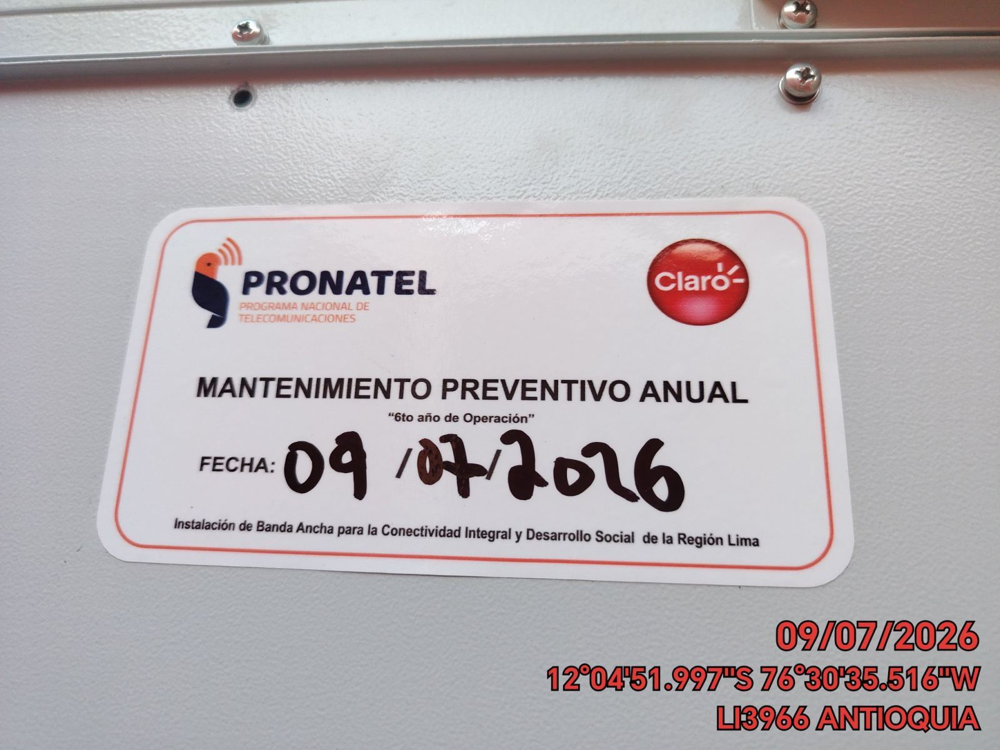 PRONATEL
PROGRAMA NACIONAL DE
TELECOMUNICACIONES
Claro
MANTENIMIENTO PREVENTIVO ANUAL
“6to año de Operación”
FECHA: 09/07/2026
Instalación de Banda Ancha para la Conectividad Integral y Desarrollo Social de la Región Lima
09/07/2026
12°04'51.997"S 76°30'35.516"W
LI3966 ANTIOQUIA